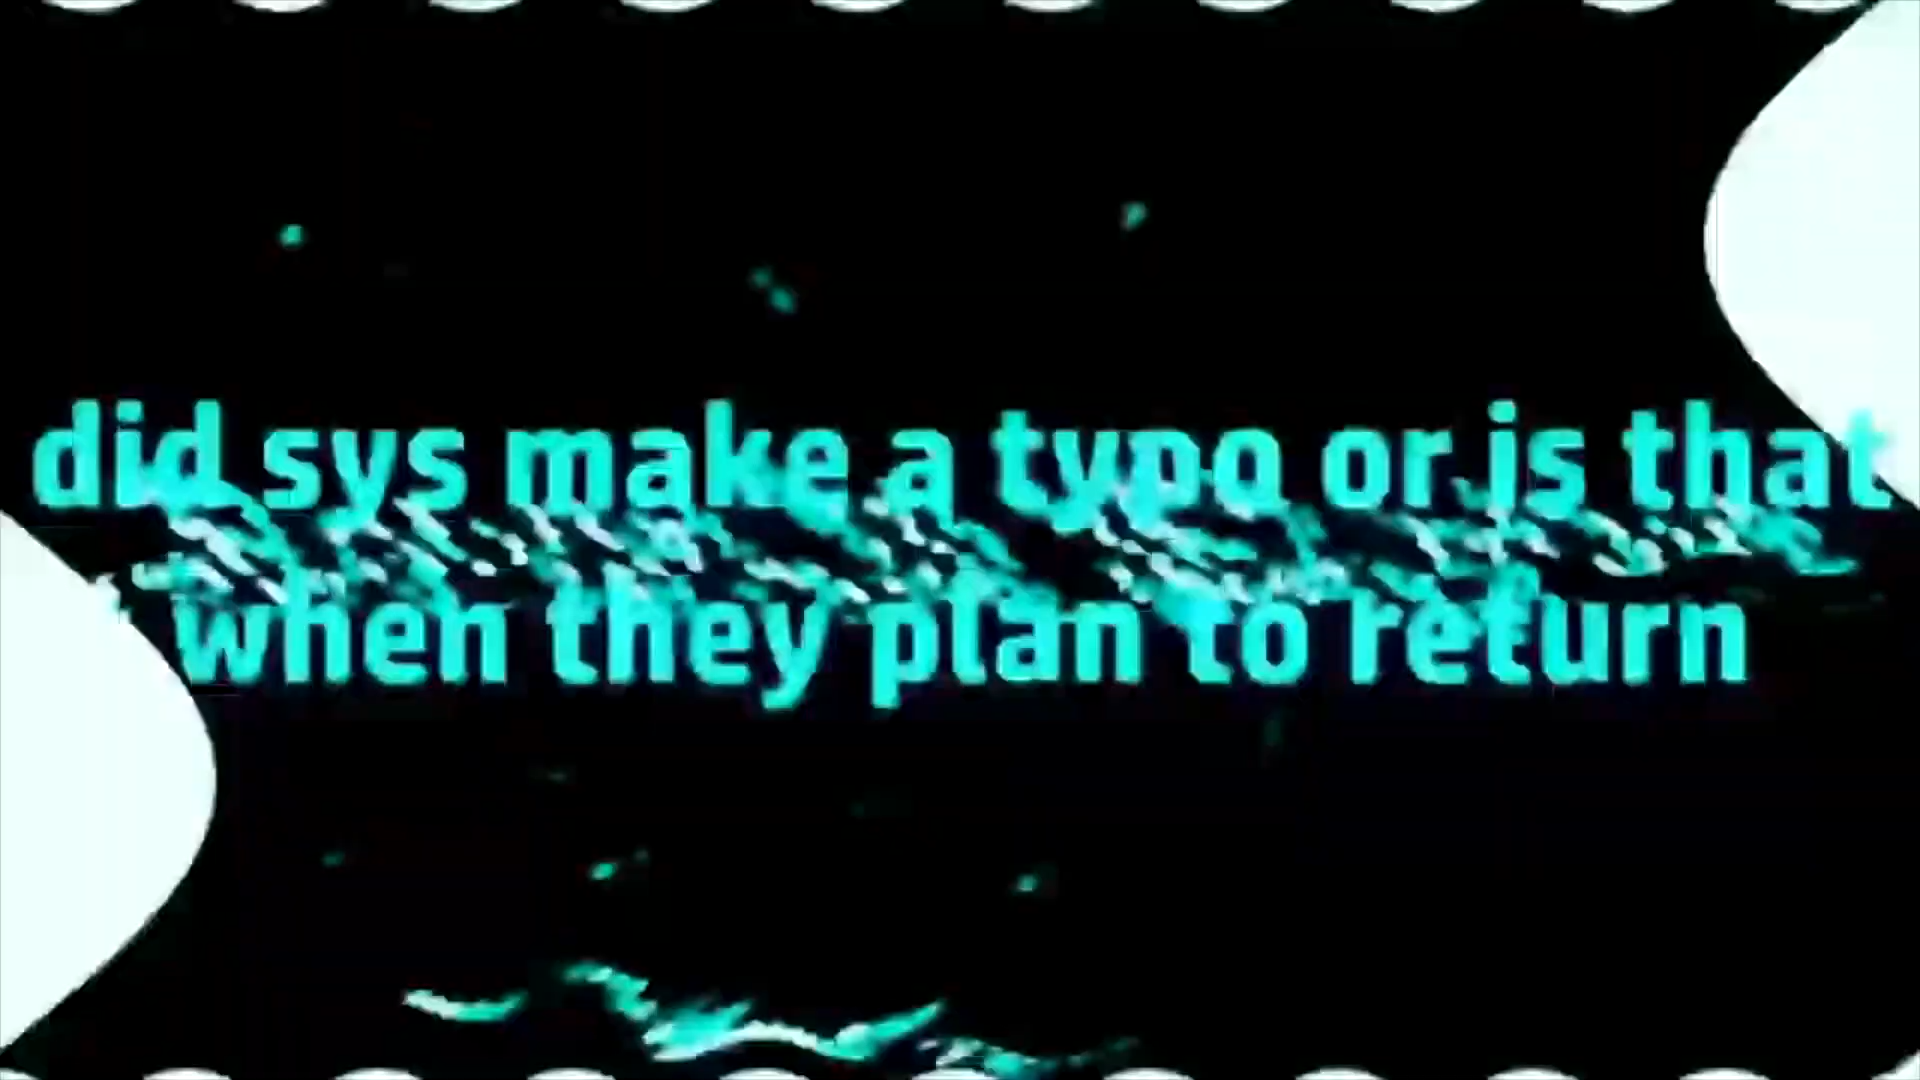 did sys make a typo or is that
when they plan to return